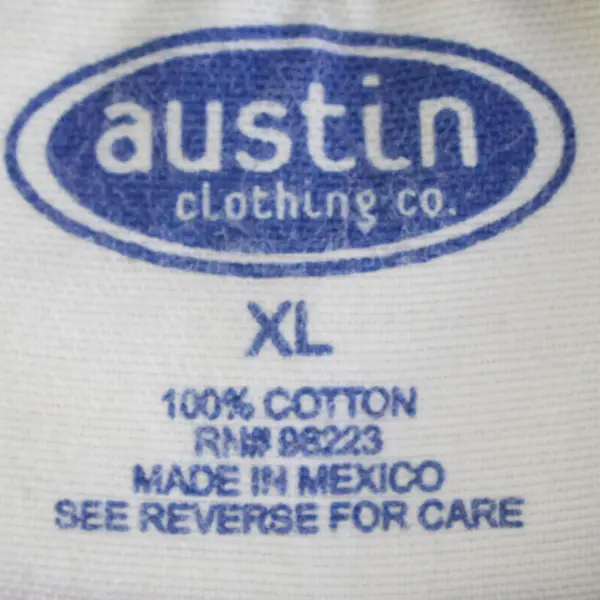 austin
clothing co.
XL
100% COTTON
RN# 98223
MADE IN MEXICO
SEE REVERSE FOR CARE